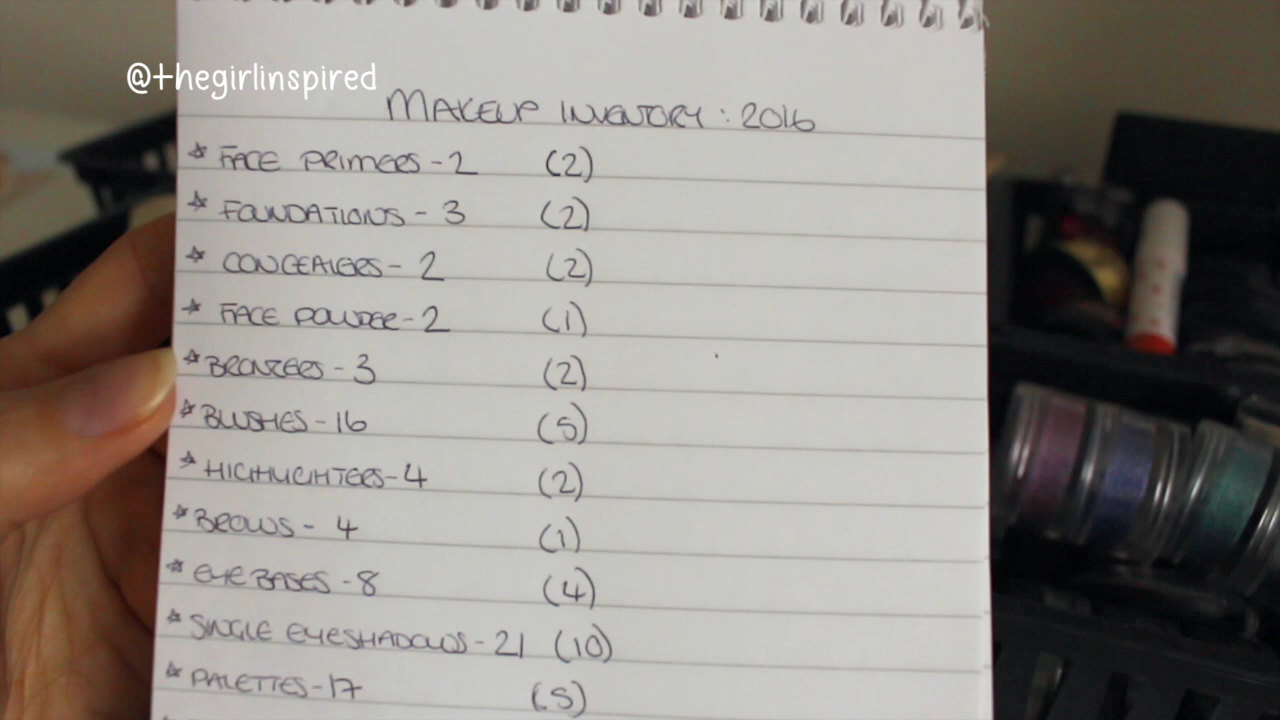 @thegirlinspired
MAKEUP INVENTORY : 2016
* FACE PRIMERS - 2 (2)
* FOUNDATIONS - 3 (2)
* CONCEALERS - 2 (2)
* FACE POWDER - 2 (1)
* BRONZERS - 3 (2)
* BLUSHES - 16 (5)
* HIGHLIGHTERS - 4 (2)
* BROWS - 4 (1)
* EYE BASES - 8 (4)
* SINGLE EYESHADOWS - 21 (10)
* PALETTES - 17 (5)